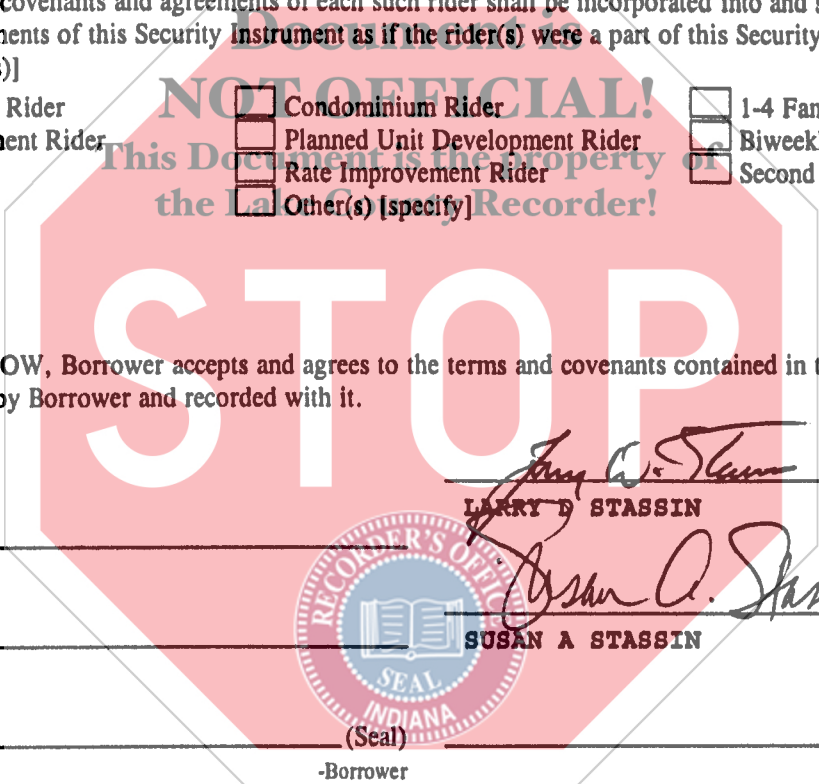 covenants and agreements of each such rider shall be incorporated into and
ents of this Security Instrument as if the rider(s) were a part of this Security
)]
Document is
NOT OFFICIAL!
This Document is the property of
the Lake County Recorder!
Rider
ent Rider
Condominium Rider
Planned Unit Development Rider
Rate Improvement Rider
Other(s) [specify]
1-4 Fam
Biweekl
Second
STOP
OW, Borrower accepts and agrees to the terms and covenants contained in t
by Borrower and recorded with it.
LARRY D STASSIN
Susan A. Stas
SUSAN A STASSIN
RECORDER'S OFFICE
SEAL
INDIANA
(Seal)
-Borrower